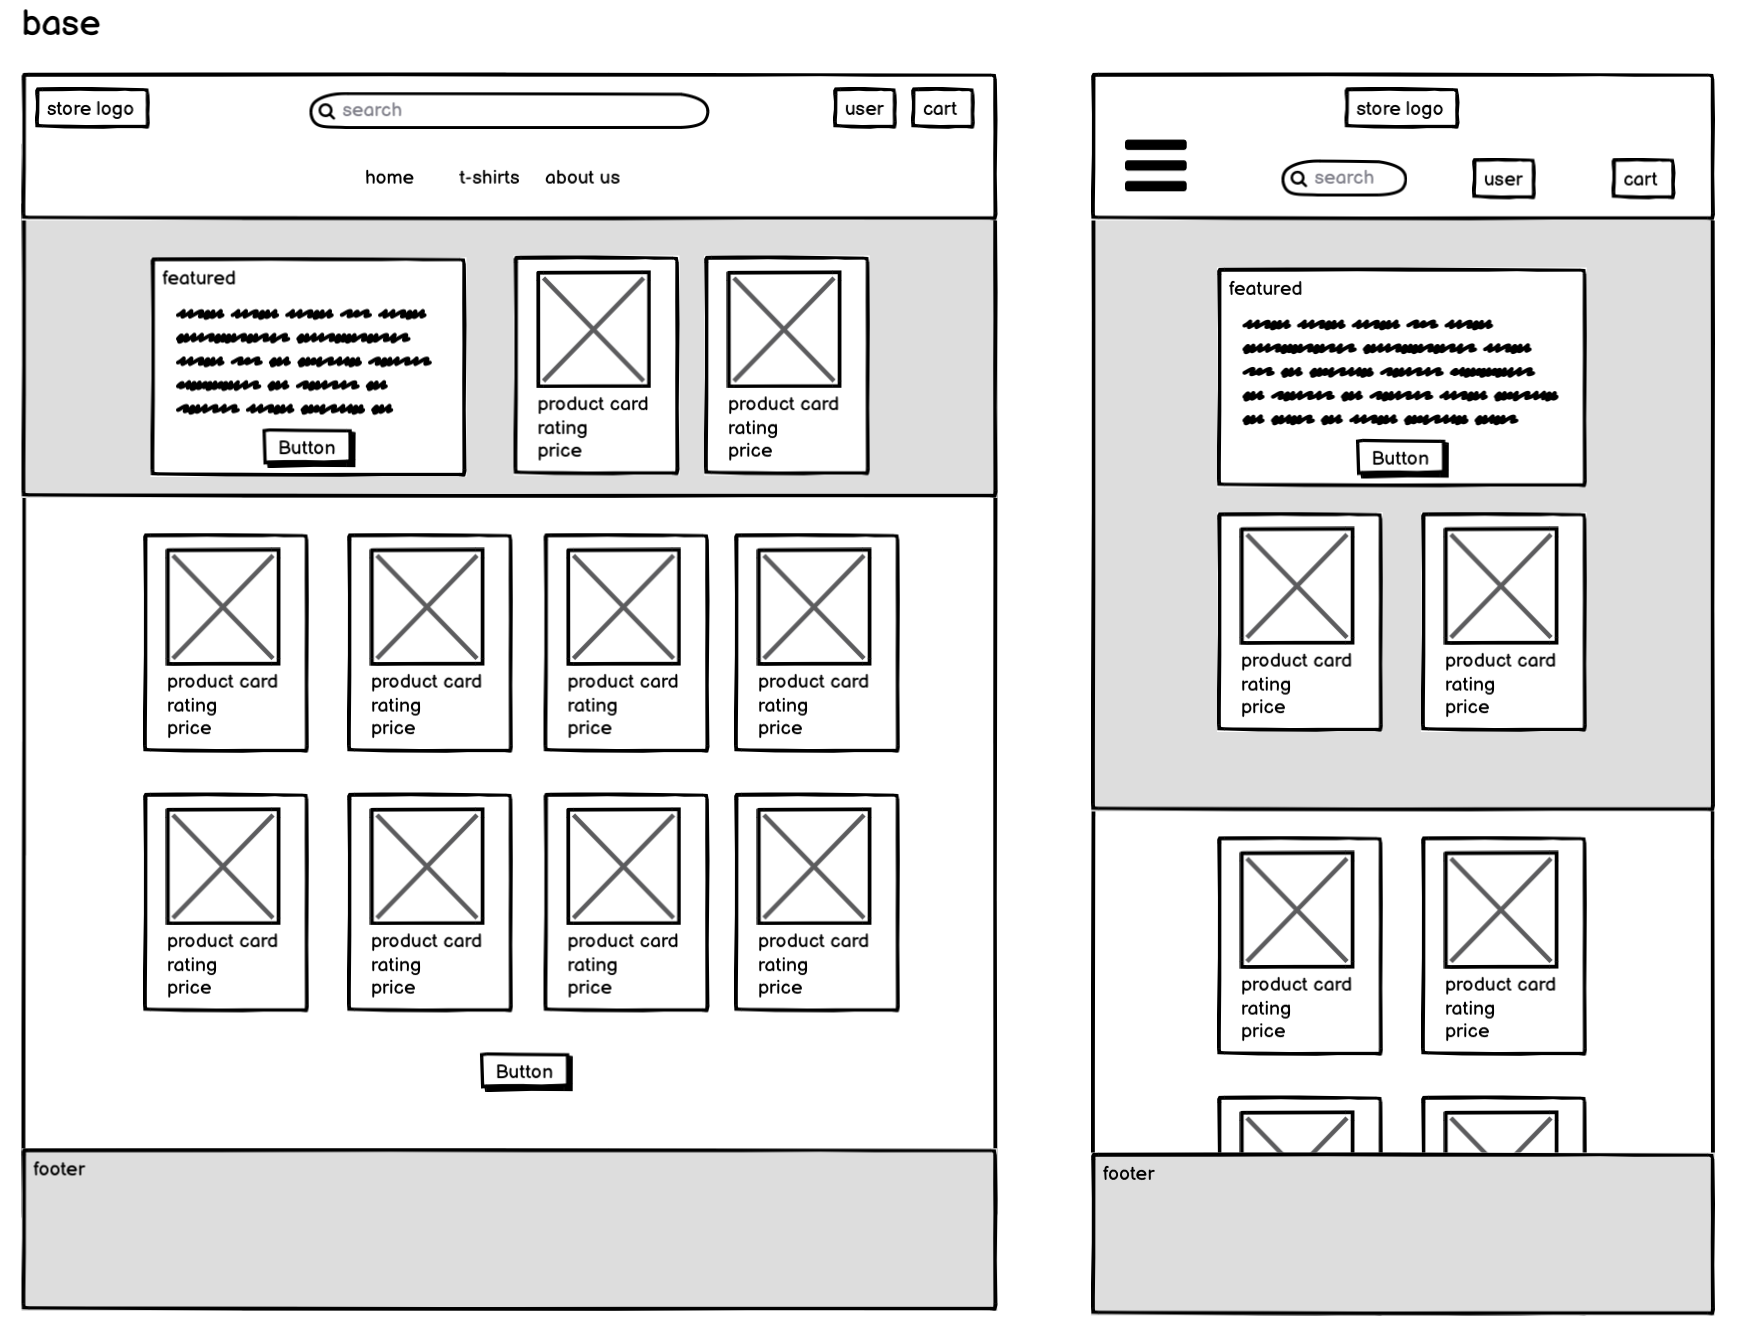 base
store logo
search
user
cart
home
t-shirts
about us
featured
Button
product card
rating
price
product card
rating
price
product card
rating
price
product card
rating
price
product card
rating
price
product card
rating
price
product card
rating
price
product card
rating
price
product card
rating
price
product card
rating
price
Button
footer
store logo
search
user
cart
featured
Button
product card
rating
price
product card
rating
price
product card
rating
price
product card
rating
price
footer